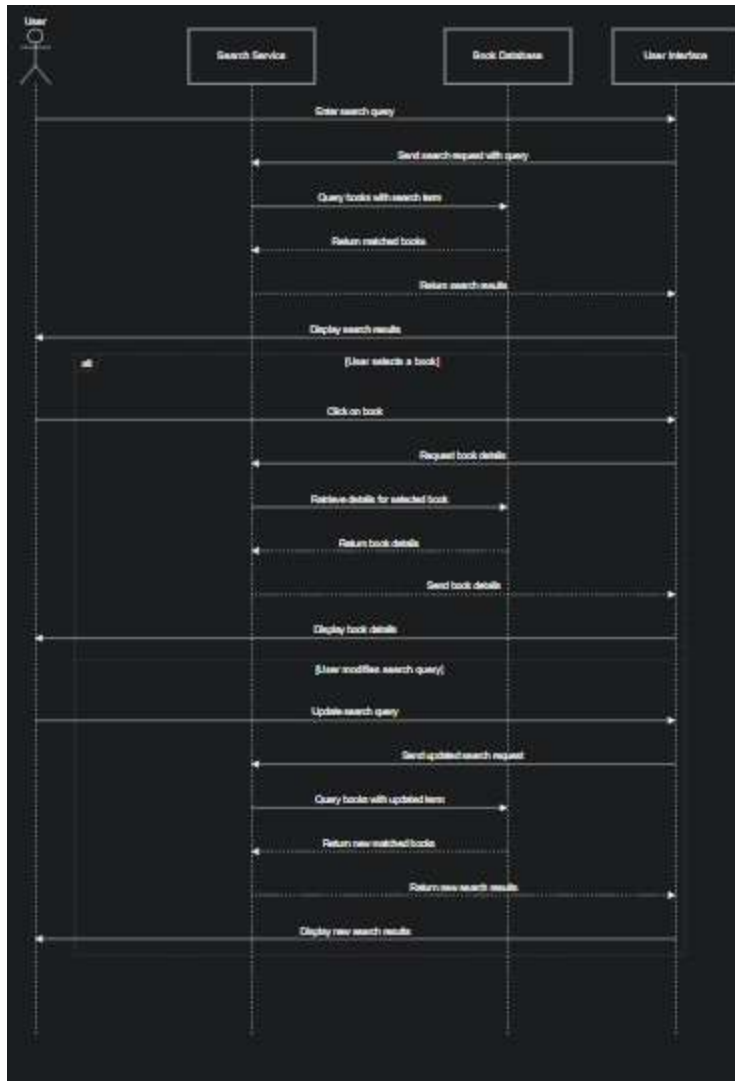 User
Search Service
Book Database
User Interface
Enter search query
Send search request with query
Query books with search term
Return matched books
Return search results
Display search results
alt
[User selects a book]
Click on book
Request book details
Retrieve details for selected book
Return book details
Send book details
Display book details
[User modifies search query]
Update search query
Send updated search request
Query books with updated term
Return new matched books
Return new search results
Display new search results